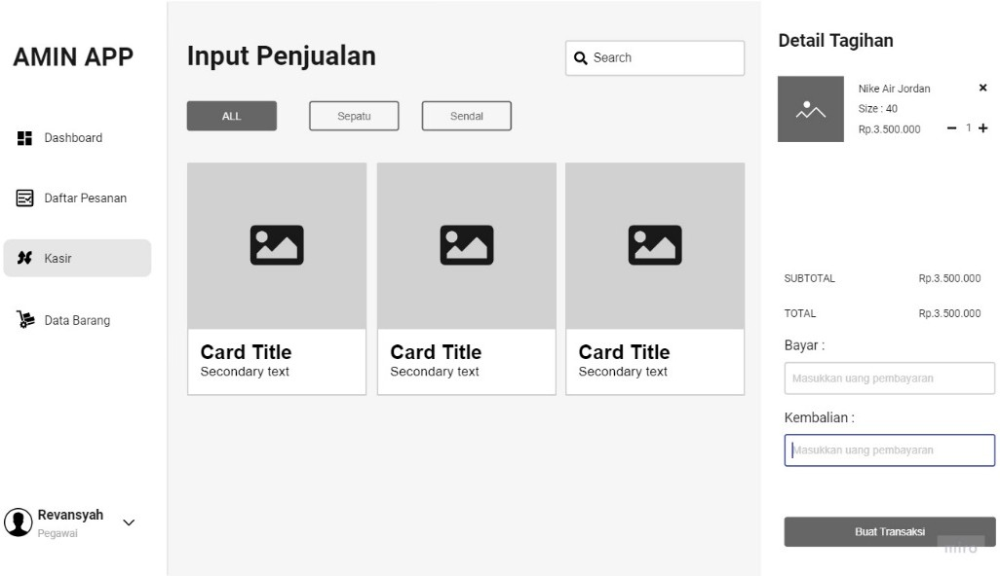 AMIN APP
Dashboard
Daftar Pesanan
Kasir
Data Barang
Revansyah
Pegawai
Input Penjualan
Search
ALL
Sepatu
Sendal
Card Title
Secondary text
Card Title
Secondary text
Card Title
Secondary text
Detail Tagihan
Nike Air Jordan
Size : 40
Rp.3.500.000
1
SUBTOTAL Rp.3.500.000
TOTAL Rp.3.500.000
Bayar :
Masukkan uang pembayaran
Kembalian :
Masukkan uang pembayaran
Buat Transaksi
miro